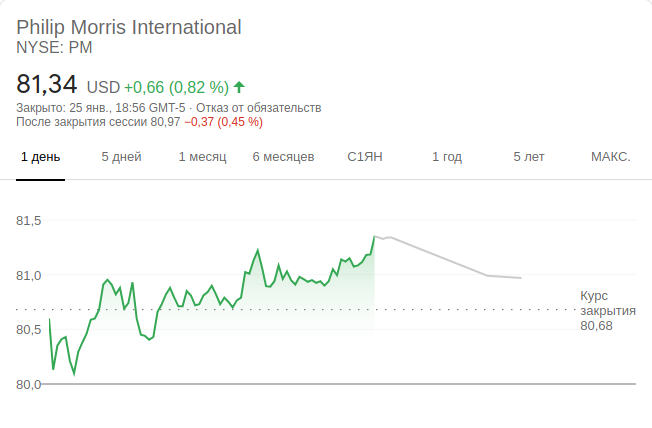 Philip Morris International
NYSE: PM
81,34 USD +0,66 (0,82 %)
Закрыто: 25 янв., 18:56 GMT-5 · Отказ от обязательств
После закрытия сессии 80,97 −0,37 (0,45 %)
1 день 5 дней 1 месяц 6 месяцев С1ЯН 1 год 5 лет МАКС.
81,5
81,0
Курс
закрытия
80,68
80,5
80,0